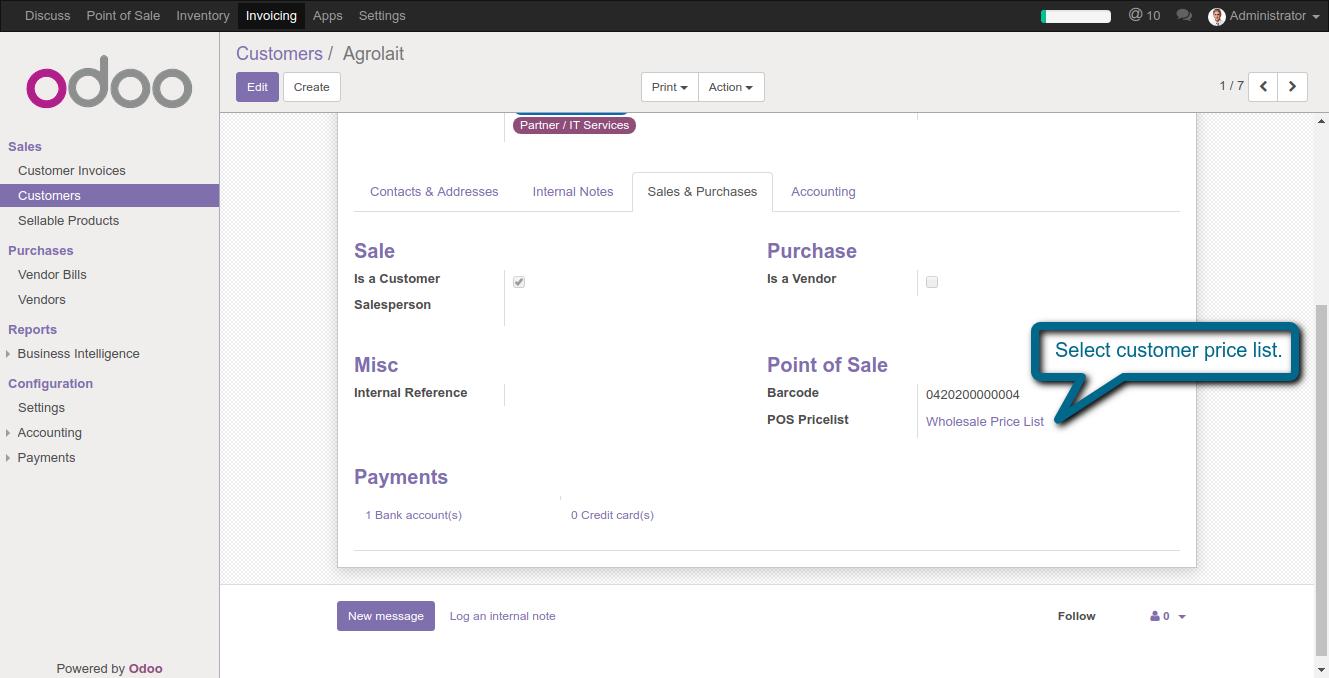 Discuss Point of Sale Inventory Invoicing Apps Settings @ 10 Administrator
odoo
Customers / Agrolait
Edit Create Print Action 1 / 7
Sales
Customer Invoices
Customers
Sellable Products
Purchases
Vendor Bills
Vendors
Reports
Business Intelligence
Configuration
Settings
Accounting
Payments
Powered by Odoo
Partner / IT Services
Contacts & Addresses Internal Notes Sales & Purchases Accounting
Sale
Is a Customer
Salesperson
Purchase
Is a Vendor
Misc
Internal Reference
Point of Sale
Barcode 0420200000004
POS Pricelist Wholesale Price List
Select customer price list.
Payments
1 Bank account(s) 0 Credit card(s)
New message Log an internal note Follow 0